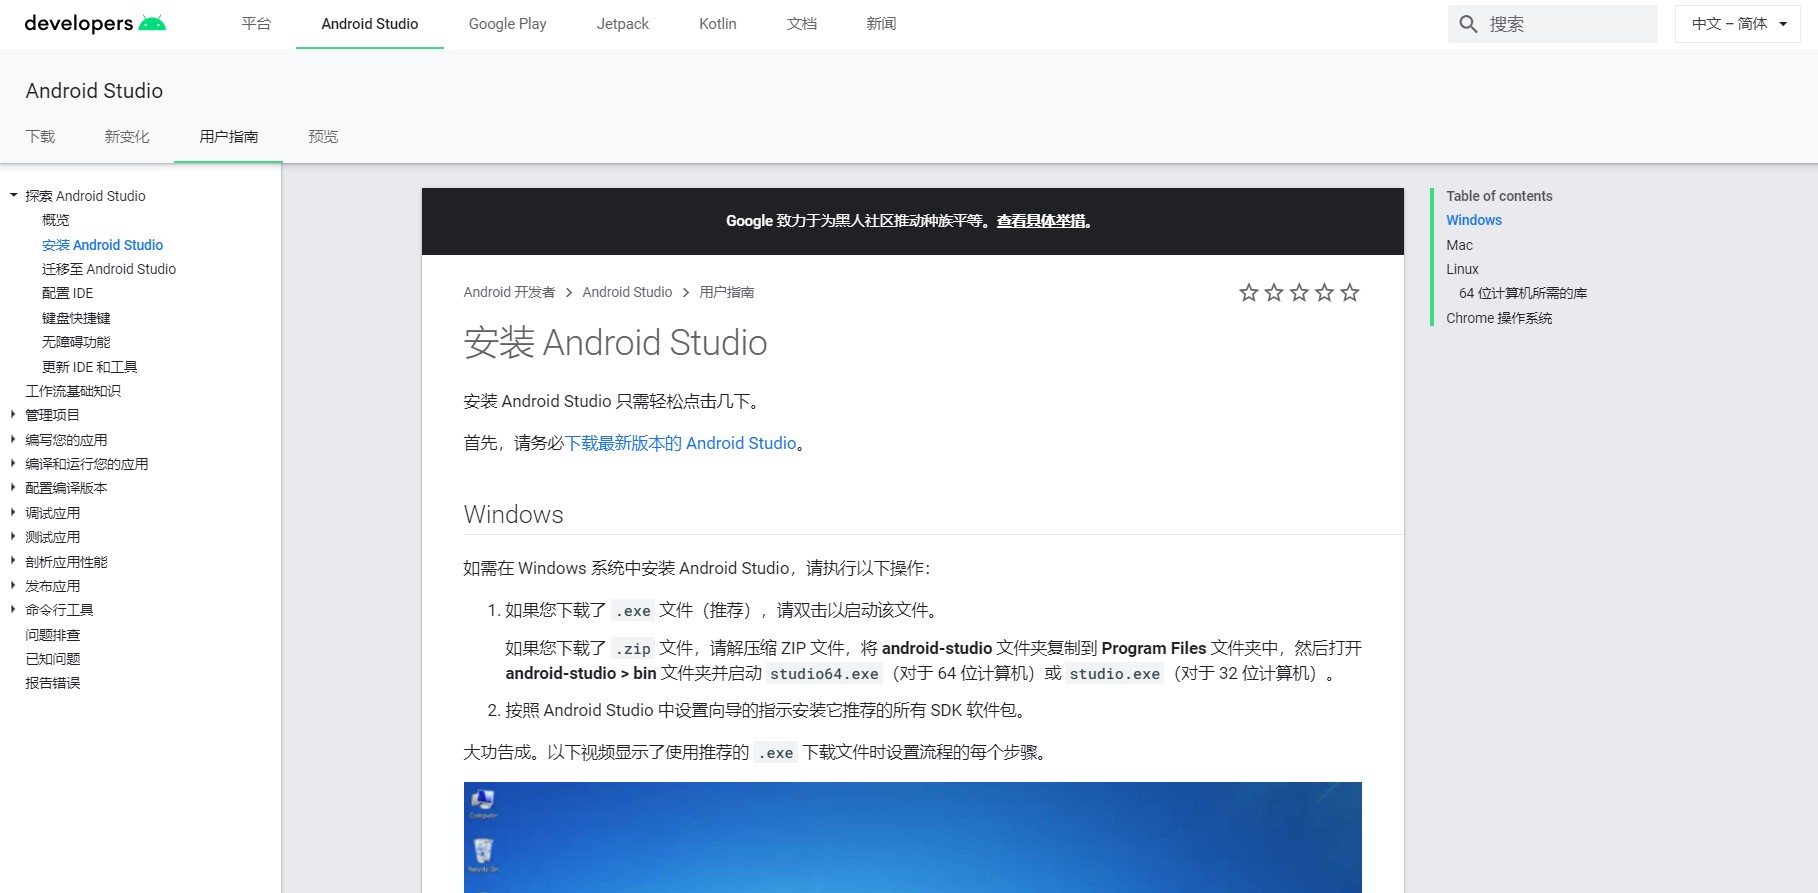 developers
平台
Android Studio
Google Play
Jetpack
Kotlin
文档
新闻
搜索
中文 – 简体
Android Studio
下载
新变化
用户指南
预览
探索 Android Studio
概览
安装 Android Studio
迁移至 Android Studio
配置 IDE
键盘快捷键
无障碍功能
更新 IDE 和工具
工作流基础知识
管理项目
编写您的应用
编译和运行您的应用
配置编译版本
调试应用
测试应用
剖析应用性能
发布应用
命令行工具
问题排查
已知问题
报告错误
Google 致力于为黑人社区推动种族平等。查看具体举措。
Android 开发者 > Android Studio > 用户指南
安装 Android Studio
安装 Android Studio 只需轻松点击几下。
首先，请务必下载最新版本的 Android Studio。
Windows
如需在 Windows 系统中安装 Android Studio，请执行以下操作：
1. 如果您下载了 .exe 文件（推荐），请双击以启动该文件。
如果您下载了 .zip 文件，请解压缩 ZIP 文件，将 android-studio 文件夹复制到 Program Files 文件夹中，然后打开
android-studio > bin 文件夹并启动 studio64.exe（对于 64 位计算机）或 studio.exe（对于 32 位计算机）。
2. 按照 Android Studio 中设置向导的指示安装它推荐的所有 SDK 软件包。
大功告成。以下视频显示了使用推荐的 .exe 下载文件时设置流程的每个步骤。
Computer
Recycle Bin
Table of contents
Windows
Mac
Linux
64 位计算机所需的库
Chrome 操作系统